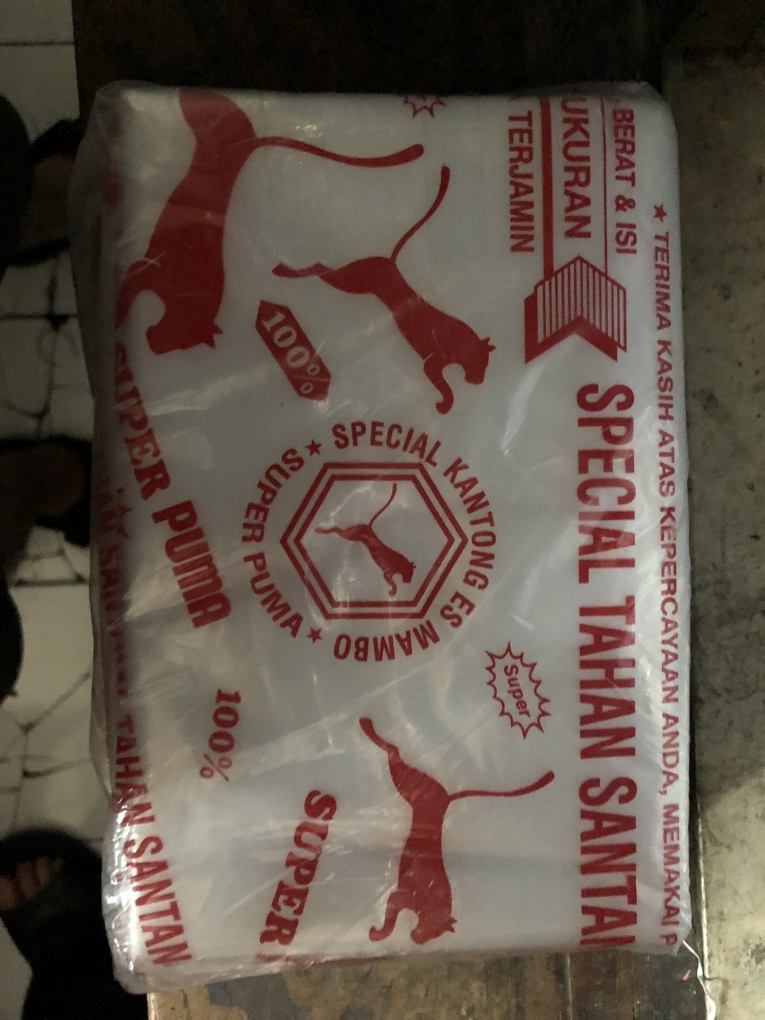 ★ TERIMA KASIH ATAS KEPERCAYAAN ANDA, MEMAKAI P
BERAT & ISI
UKURAN
TERJAMIN
SPECIAL TAHAN SANTAN
Super
★ SPECIAL KANTONG ES MAMBO ★
SUPER PUMA
100%
SUPER
100%
SUPER PUMA
TAHAN SANTAN